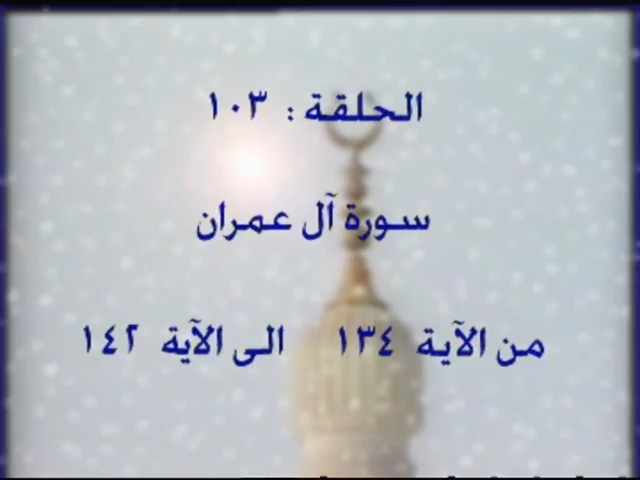 الحلقة : ١٠٣
سورة آل عمران
من الآية ١٣٤ الى الآية ١٤٢